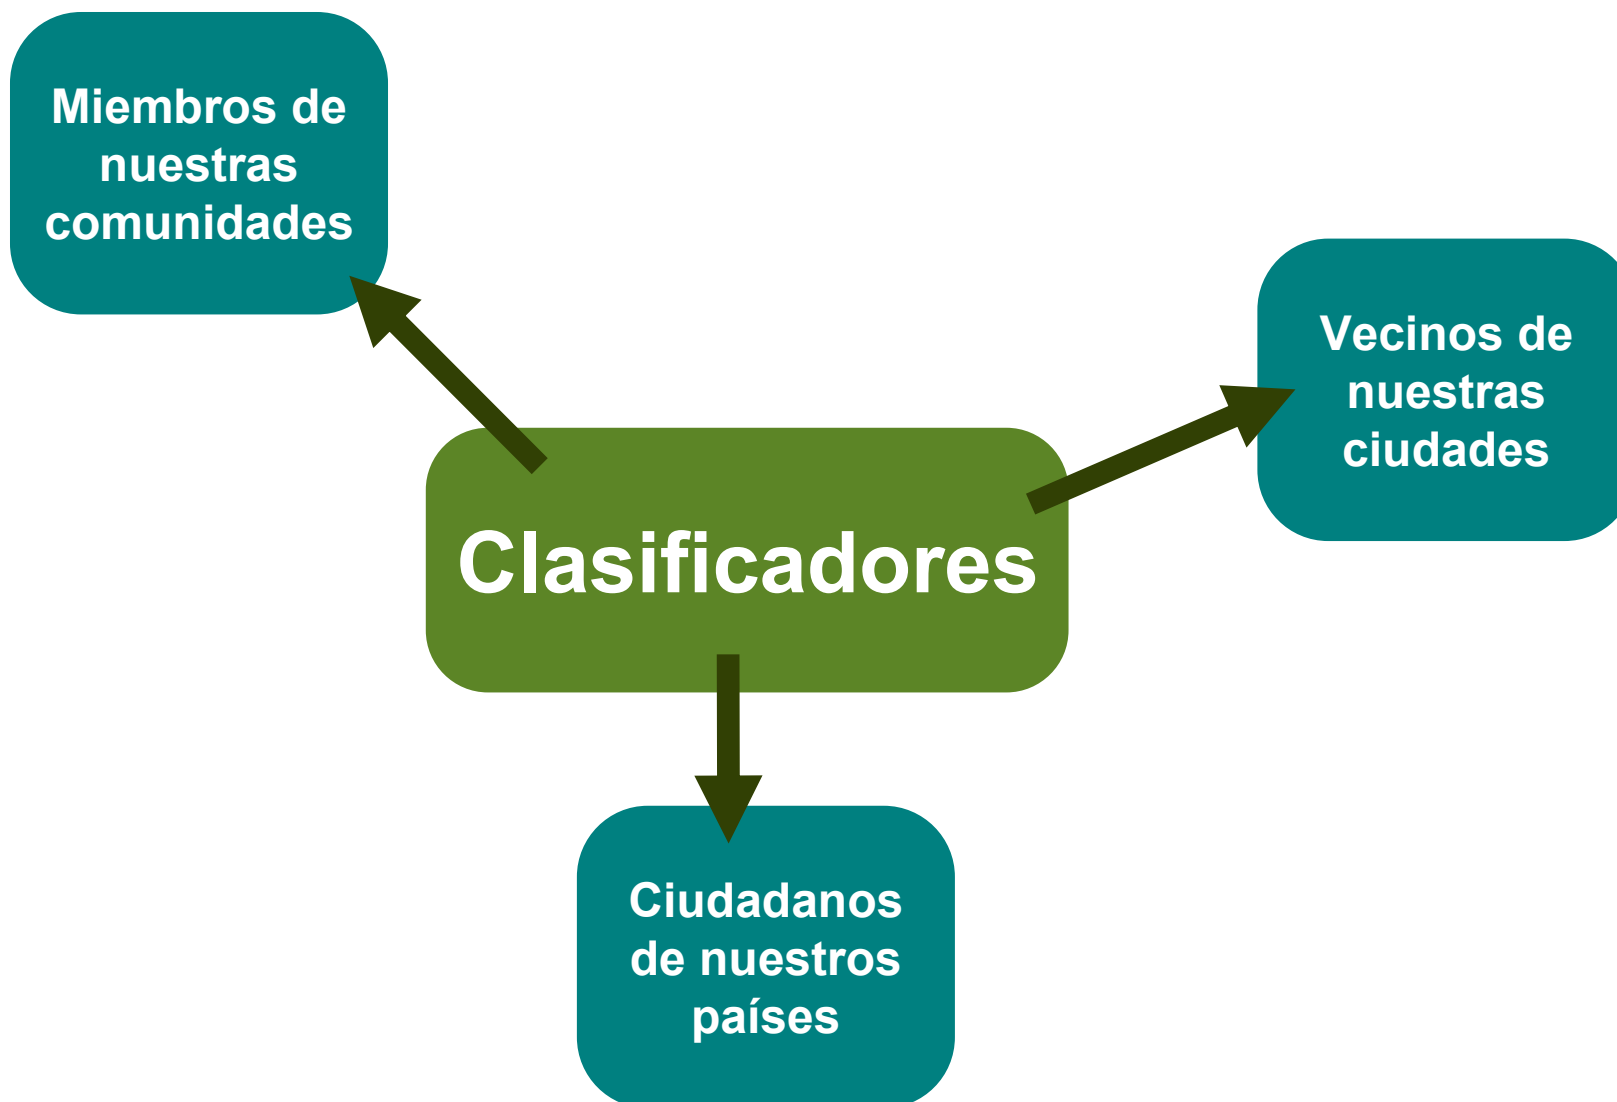 Miembros de
nuestras
comunidades
Vecinos de
nuestras
ciudades
Clasificadores
Ciudadanos
de nuestros
países